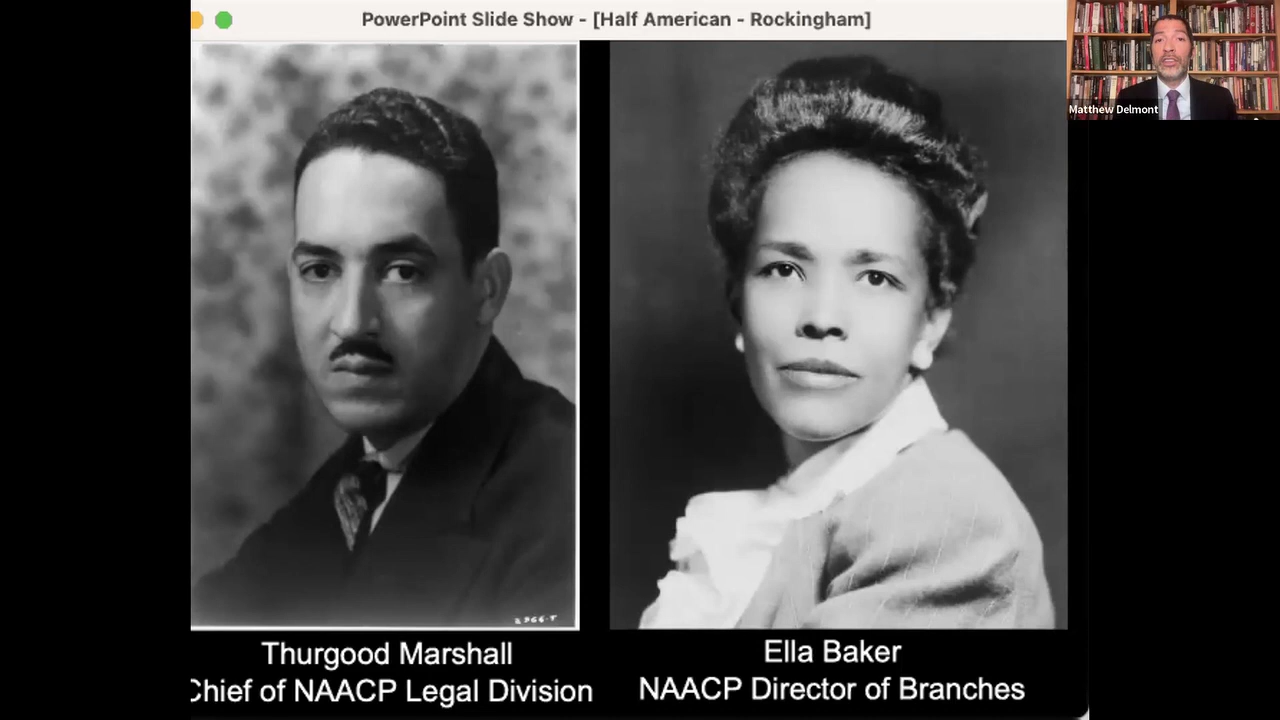 PowerPoint Slide Show - [Half American - Rockingham]
Matthew Delmont
Thurgood Marshall
Chief of NAACP Legal Division
Ella Baker
NAACP Director of Branches